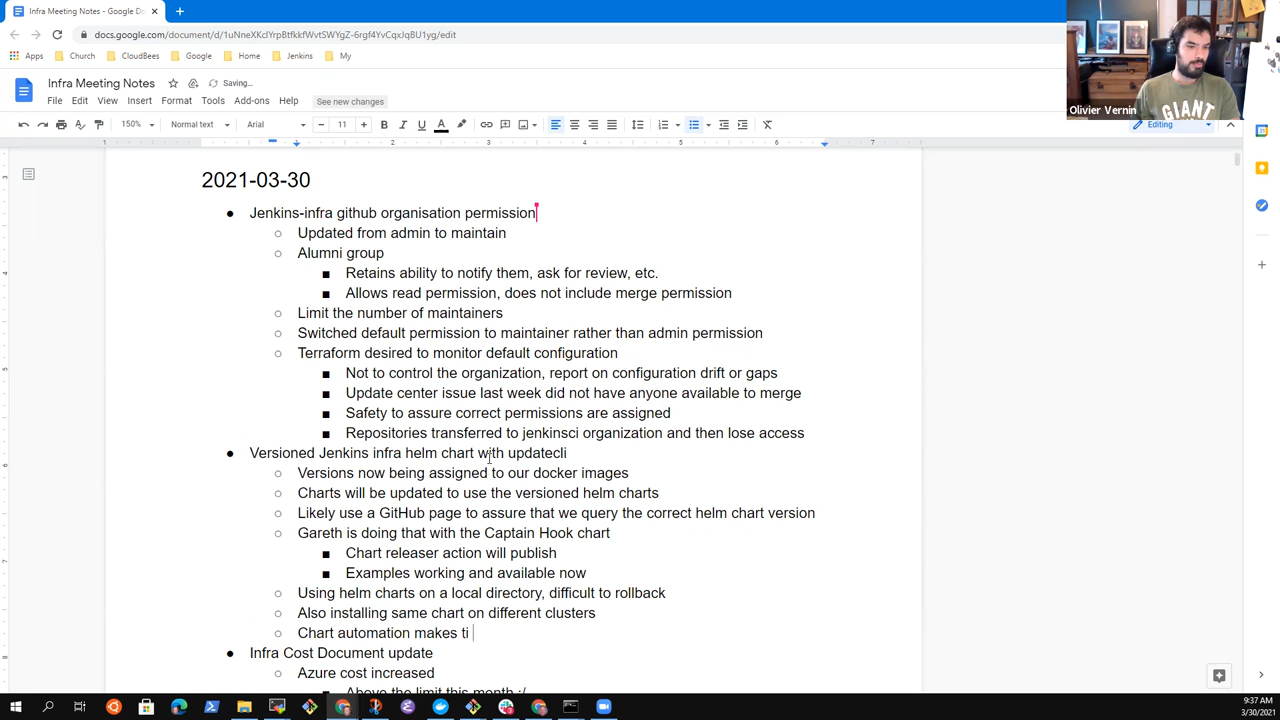 Infra Meeting Notes - Google Do
docs.google.com/document/d/1uNneXKclYrpBtfkkfWvtSWYgZ-6rgf4YvCqxJqBU1yg/edit
Apps Church CloudBees Google Home Jenkins My
Infra Meeting Notes Saving...
File Edit View Insert Format Tools Add-ons Help See new changes
150% Normal text Arial 11 Editing
Olivier Vernin
GIANT
1 1 2 3 4 5 6 7
2021-03-30
Jenkins-infra github organisation permission
Updated from admin to maintain
Alumni group
Retains ability to notify them, ask for review, etc.
Allows read permission, does not include merge permission
Limit the number of maintainers
Switched default permission to maintainer rather than admin permission
Terraform desired to monitor default configuration
Not to control the organization, report on configuration drift or gaps
Update center issue last week did not have anyone available to merge
Safety to assure correct permissions are assigned
Repositories transferred to jenkinsci organization and then lose access
Versioned Jenkins infra helm chart with updatecli
Versions now being assigned to our docker images
Charts will be updated to use the versioned helm charts
Likely use a GitHub page to assure that we query the correct helm chart version
Gareth is doing that with the Captain Hook chart
Chart releaser action will publish
Examples working and available now
Using helm charts on a local directory, difficult to rollback
Also installing same chart on different clusters
Chart automation makes ti
Infra Cost Document update
Azure cost increased
Above the limit this month :/
9:37 AM
3/30/2021